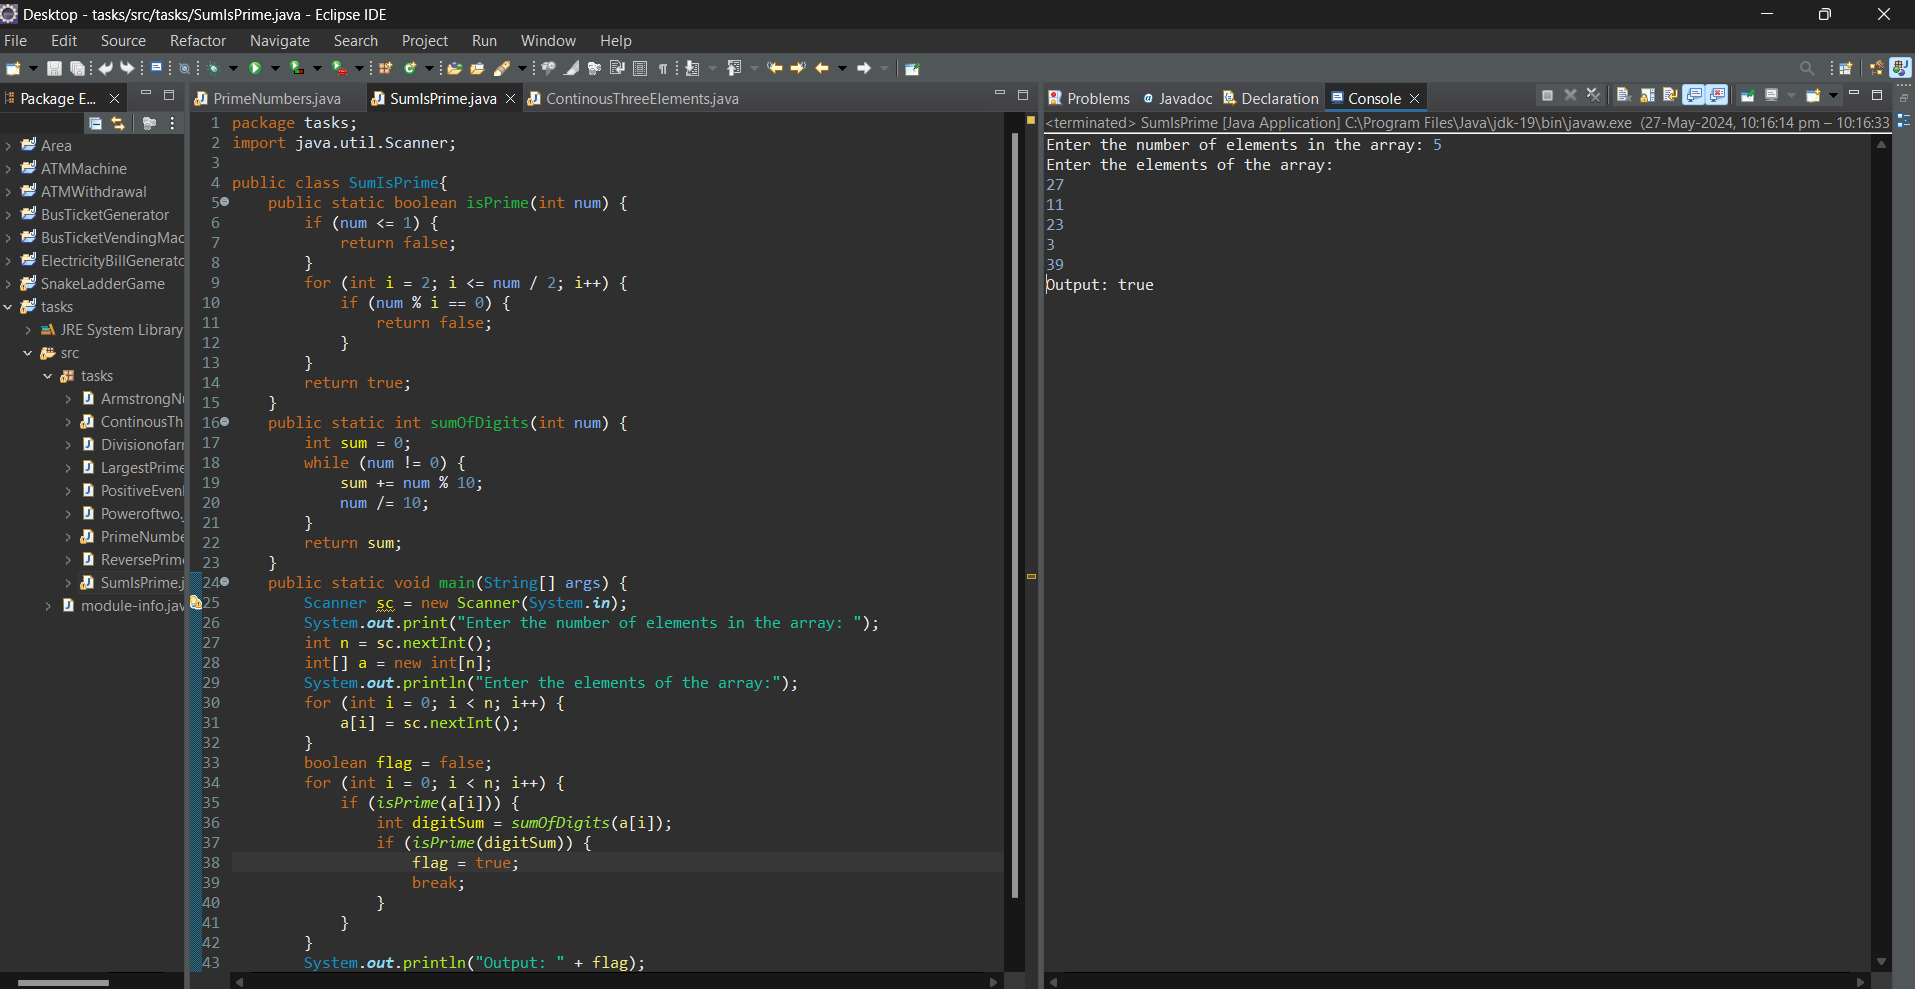 Desktop - tasks/src/tasks/SumIsPrime.java - Eclipse IDE
File Edit Source Refactor Navigate Search Project Run Window Help
Package E...
Area
ATMMachine
ATMWithdrawal
BusTicketGenerator
BusTicketVendingMac
ElectricityBillGenerato
SnakeLadderGame
tasks
JRE System Library
src
tasks
ArmstrongNu
ContinousTh
Divisionofarr
LargestPrime
PositiveEven
Poweroftwo.
PrimeNumbe
ReversePrim
SumIsPrime.j
module-info.jav
PrimeNumbers.java SumIsPrime.java ContinousThreeElements.java
1 package tasks;
2 import java.util.Scanner;
3
4 public class SumIsPrime{
5 public static boolean isPrime(int num) {
6 if (num <= 1) {
7 return false;
8 }
9 for (int i = 2; i <= num / 2; i++) {
10 if (num % i == 0) {
11 return false;
12 }
13 }
14 return true;
15 }
16 public static int sumOfDigits(int num) {
17 int sum = 0;
18 while (num != 0) {
19 sum += num % 10;
20 num /= 10;
21 }
22 return sum;
23 }
24 public static void main(String[] args) {
25 Scanner sc = new Scanner(System.in);
26 System.out.print("Enter the number of elements in the array: ");
27 int n = sc.nextInt();
28 int[] a = new int[n];
29 System.out.println("Enter the elements of the array:");
30 for (int i = 0; i < n; i++) {
31 a[i] = sc.nextInt();
32 }
33 boolean flag = false;
34 for (int i = 0; i < n; i++) {
35 if (isPrime(a[i])) {
36 int digitSum = sumOfDigits(a[i]);
37 if (isPrime(digitSum)) {
38 flag = true;
39 break;
40 }
41 }
42 }
43 System.out.println("Output: " + flag);
Problems Javadoc Declaration Console
<terminated> SumIsPrime [Java Application] C:\Program Files\Java\jdk-19\bin\javaw.exe (27-May-2024, 10:16:14 pm – 10:16:33
Enter the number of elements in the array: 5
Enter the elements of the array:
27
11
23
3
39
Output: true